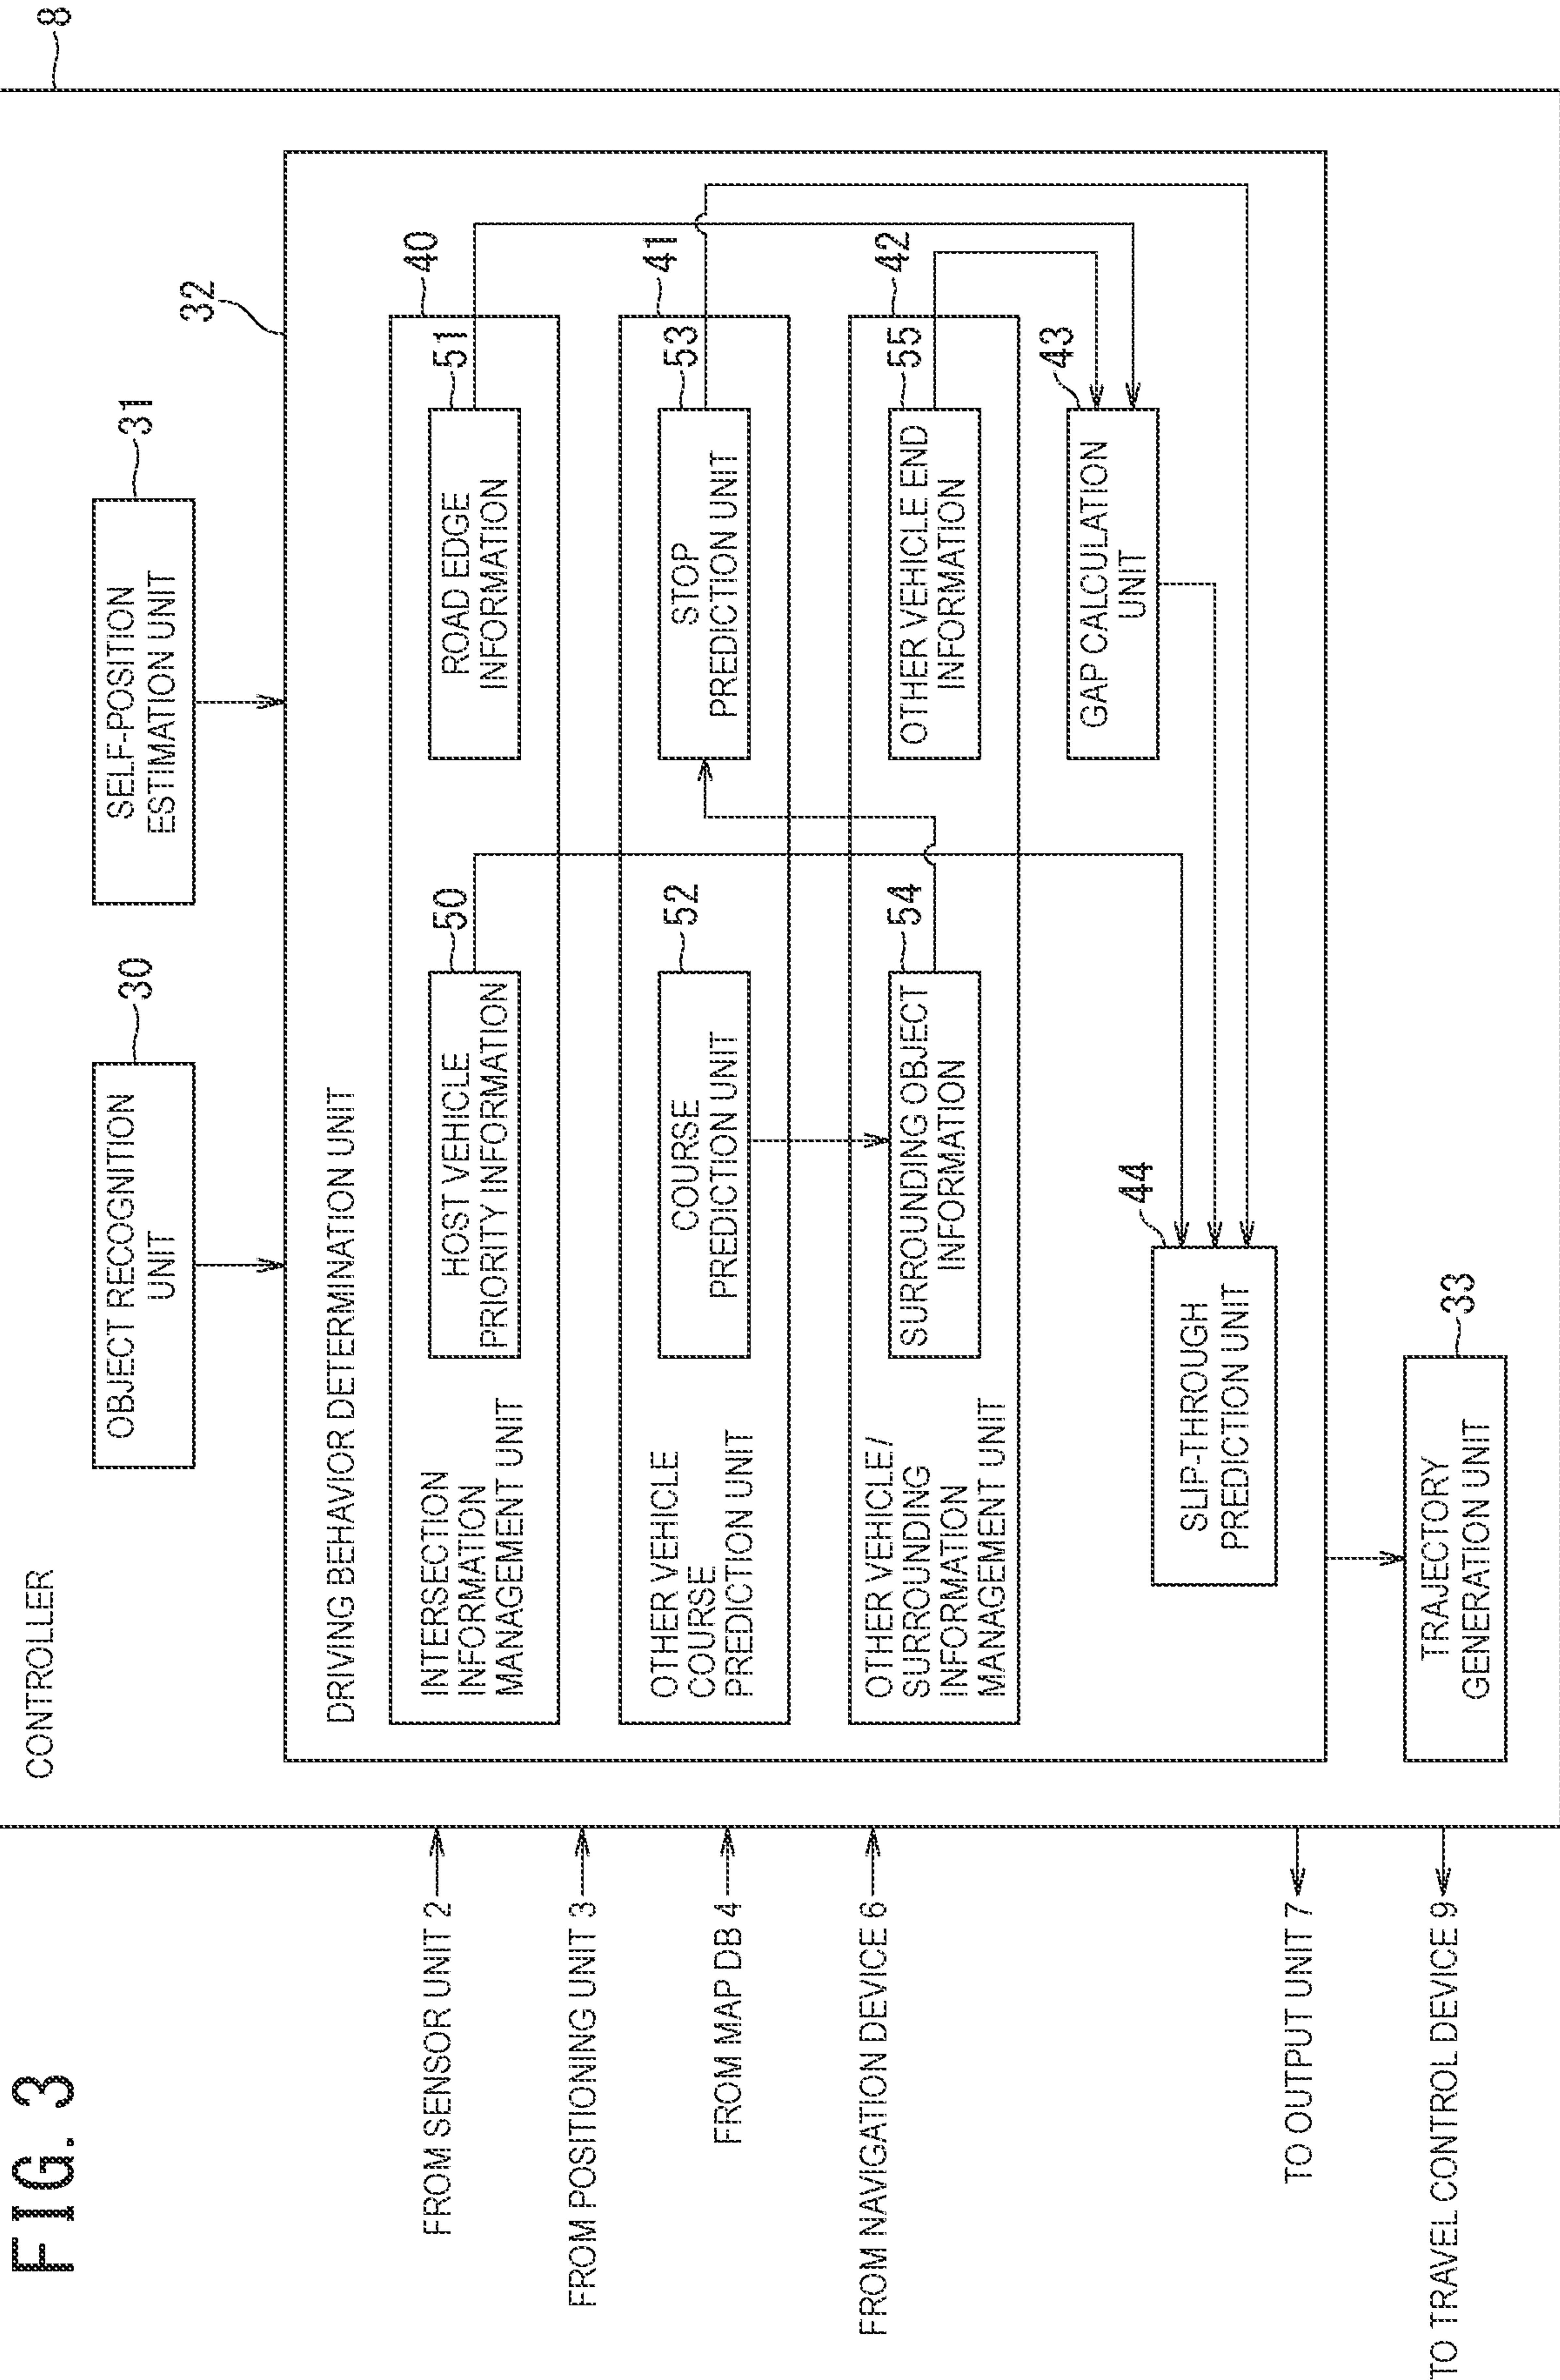 FIG. 3
8
CONTROLLER
30
OBJECT RECOGNITION
UNIT
31
SELF-POSITION
ESTIMATION UNIT
32
DRIVING BEHAVIOR DETERMINATION UNIT
40
INTERSECTION
INFORMATION
MANAGEMENT UNIT
50
HOST VEHICLE
PRIORITY INFORMATION
51
ROAD EDGE
INFORMATION
41
OTHER VEHICLE
COURSE
PREDICTION UNIT
52
COURSE
PREDICTION UNIT
53
STOP
PREDICTION UNIT
42
OTHER VEHICLE/
SURROUNDING
INFORMATION
MANAGEMENT UNIT
54
SURROUNDING OBJECT
INFORMATION
55
OTHER VEHICLE END
INFORMATION
43
GAP CALCULATION
UNIT
44
SLIP-THROUGH
PREDICTION UNIT
33
TRAJECTORY
GENERATION UNIT
FROM SENSOR UNIT 2
FROM POSITIONING UNIT 3
FROM MAP DB 4
FROM NAVIGATION DEVICE 6
TO OUTPUT UNIT 7
TO TRAVEL CONTROL DEVICE 9